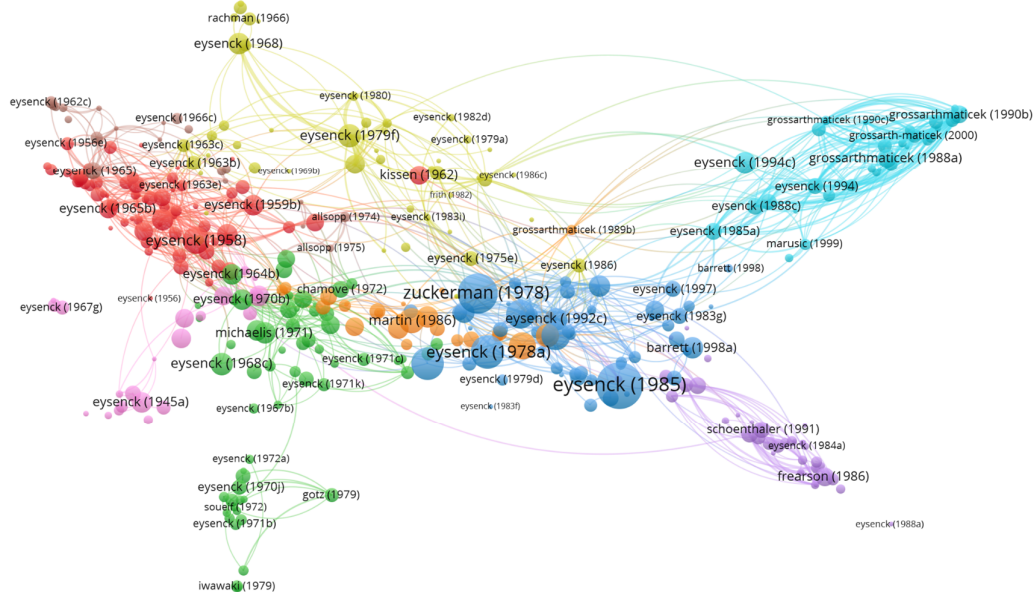 rachman (1966)
eysenck (1968)
eysenck (1980)
eysenck (1962c)
eysenck (1966c)
eysenck (1982d)
grossarthmaticek (1990c)
grossarthmaticek (1990b)
eysenck (1979f)
grossarth-maticek (2000)
eysenck (1979a)
eysenck (1956e)
eysenck (1963c)
grossarthmaticek (1988a)
eysenck (1963b)
eysenck (1994c)
eysenck (1965)
eysenck (1969b)
kissen (1962)
eysenck (1986c)
eysenck (1963e)
eysenck (1994)
frith (1982)
eysenck (1959b)
eysenck (1988c)
eysenck (1965b)
allsopp (1974)
eysenck (1983i)
grossarthmaticek (1989b)
eysenck (1985a)
eysenck (1958)
marusic (1999)
allsopp (1975)
eysenck (1975e)
eysenck (1986)
barrett (1998)
eysenck (1964b)
chamove (1972)
eysenck (1997)
zuckerman (1978)
eysenck (1956)
eysenck (1970b)
eysenck (1967g)
eysenck (1983g)
eysenck (1992c)
martin (1986)
michaelis (1971)
barrett (1998a)
eysenck (1978a)
eysenck (1971c)
eysenck (1968c)
eysenck (1979d)
eysenck (1971k)
eysenck (1985)
eysenck (1945a)
eysenck (1983f)
eysenck (1967b)
schoenthaler (1991)
eysenck (1984a)
eysenck (1972a)
frearson (1986)
eysenck (1970j)
gotz (1979)
soueif (1972)
eysenck (1971b)
eysenck (1988a)
iwawaki (1979)